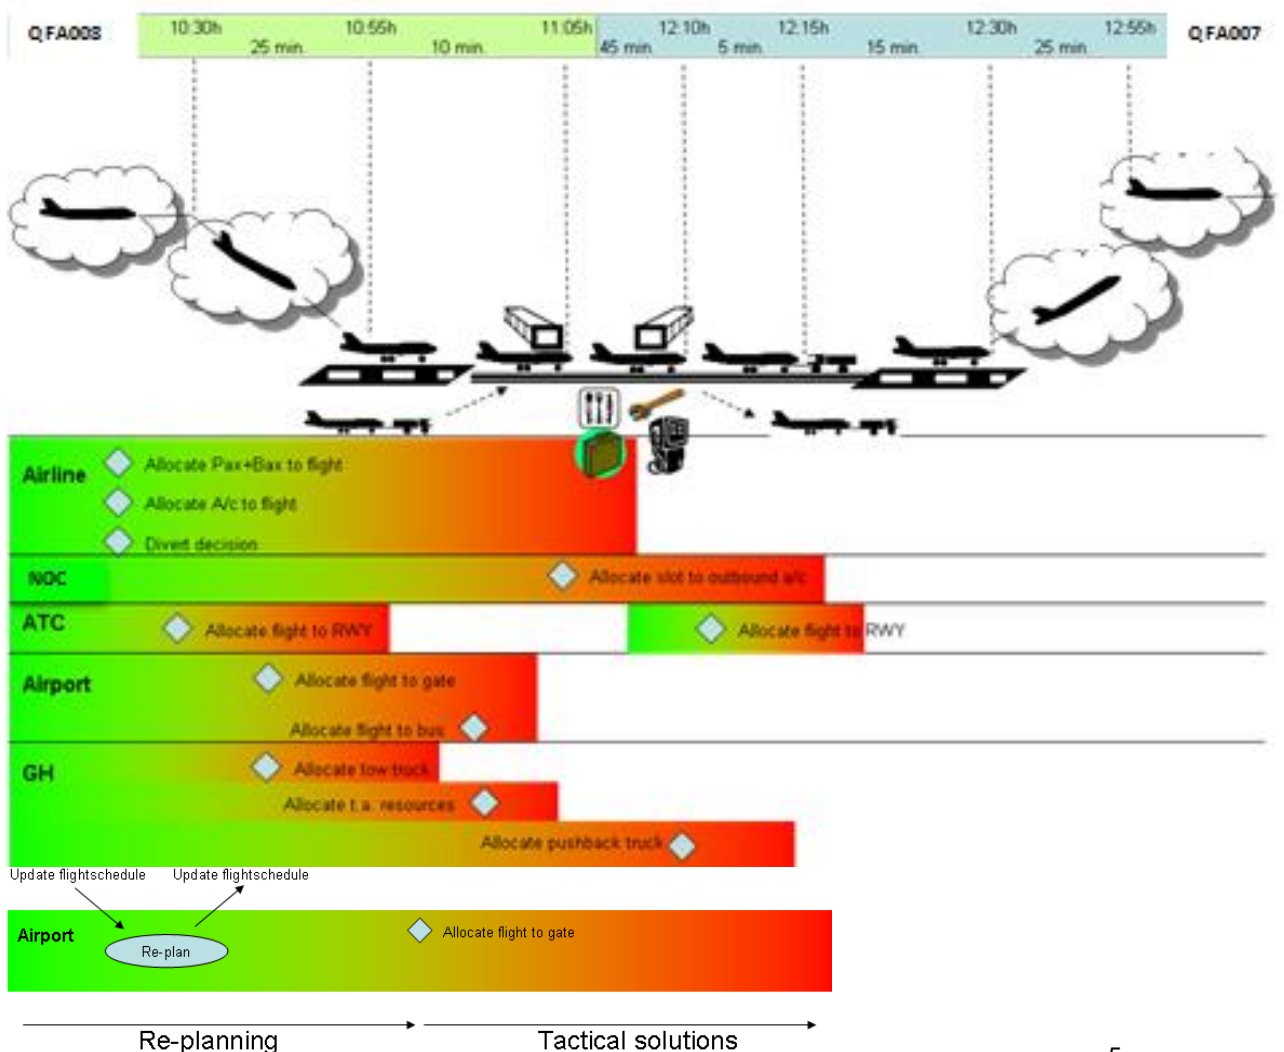 QFA008 10:30h 10:55h 11:05h 12:10h 12:15h 12:30h 12:55h QFA007
25 min. 10 min. 45 min. 5 min. 15 min. 25 min.
Airline
Allocate Pax+Bax to flight
Allocate A/c to flight
Divert decision
NOC
Allocate slot to outbound a/c
ATC
Allocate flight to RWY
Allocate flight to RWY
Airport
Allocate flight to gate
Allocate flight to bus
GH
Allocate tow truck
Allocate t.a. resources
Allocate pushback truck
Update flightschedule Update flightschedule
Airport
Re-plan
Allocate flight to gate
Re-planning Tactical solutions